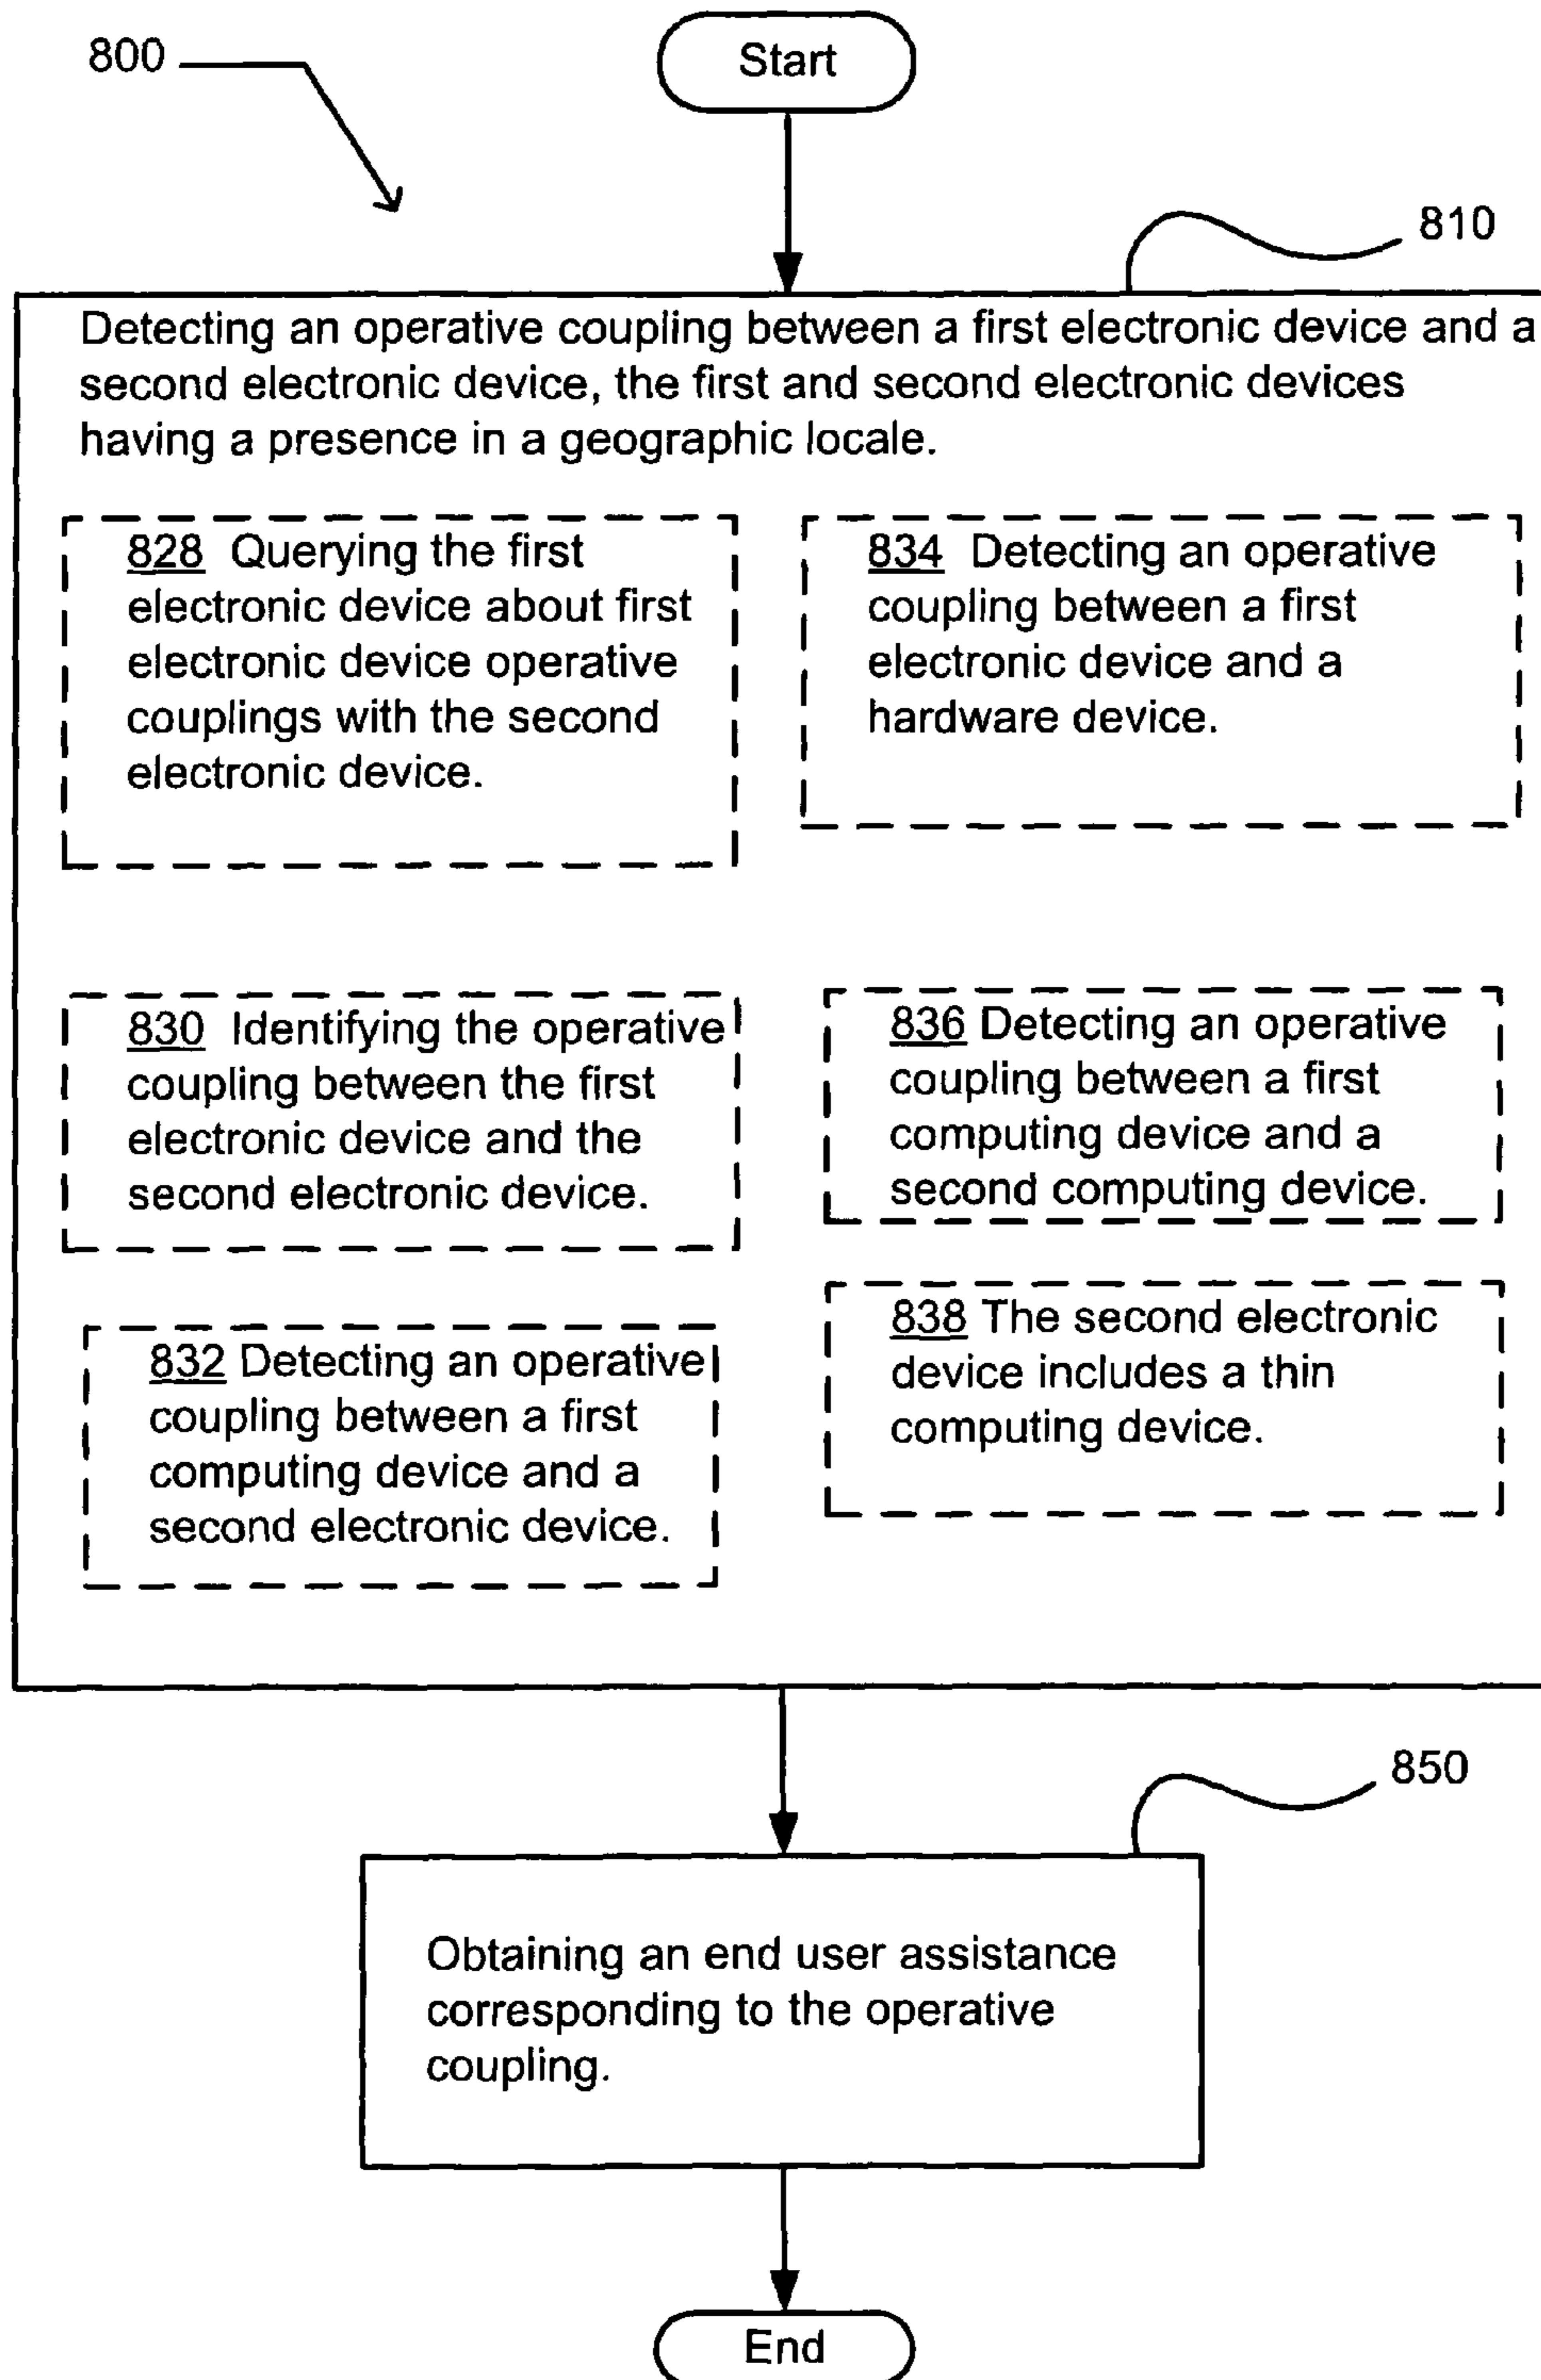 800
Start
810
Detecting an operative coupling between a first electronic device and a
second electronic device, the first and second electronic devices
having a presence in a geographic locale.
828 Querying the first
electronic device about first
electronic device operative
couplings with the second
electronic device.
834 Detecting an operative
coupling between a first
electronic device and a
hardware device.
830 Identifying the operative
coupling between the first
electronic device and the
second electronic device.
836 Detecting an operative
coupling between a first
computing device and a
second computing device.
832 Detecting an operative
coupling between a first
computing device and a
second electronic device.
838 The second electronic
device includes a thin
computing device.
850
Obtaining an end user assistance
corresponding to the operative
coupling.
End